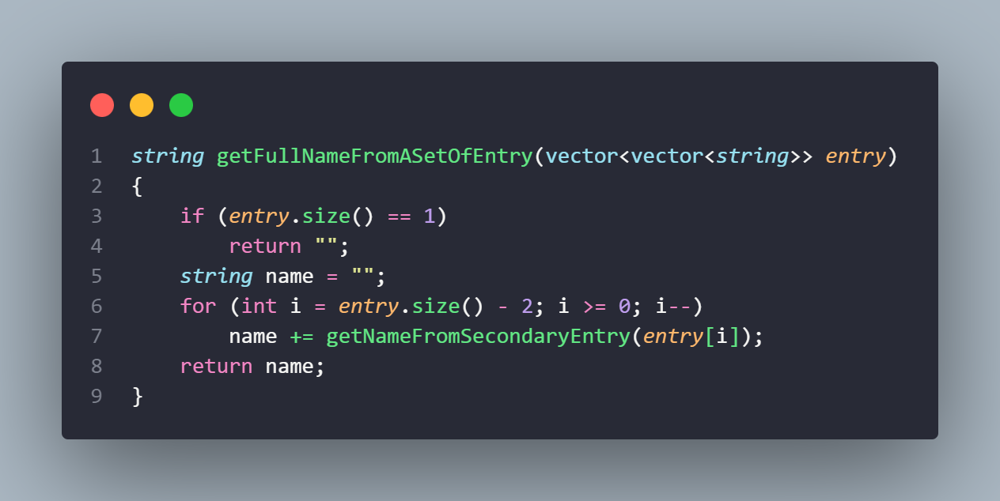 1 string getFullNameFromASetOfEntry(vector<vector<string>> entry)
2 {
3     if (entry.size() == 1)
4         return "";
5     string name = "";
6     for (int i = entry.size() - 2; i >= 0; i--)
7         name += getNameFromSecondaryEntry(entry[i]);
8     return name;
9 }